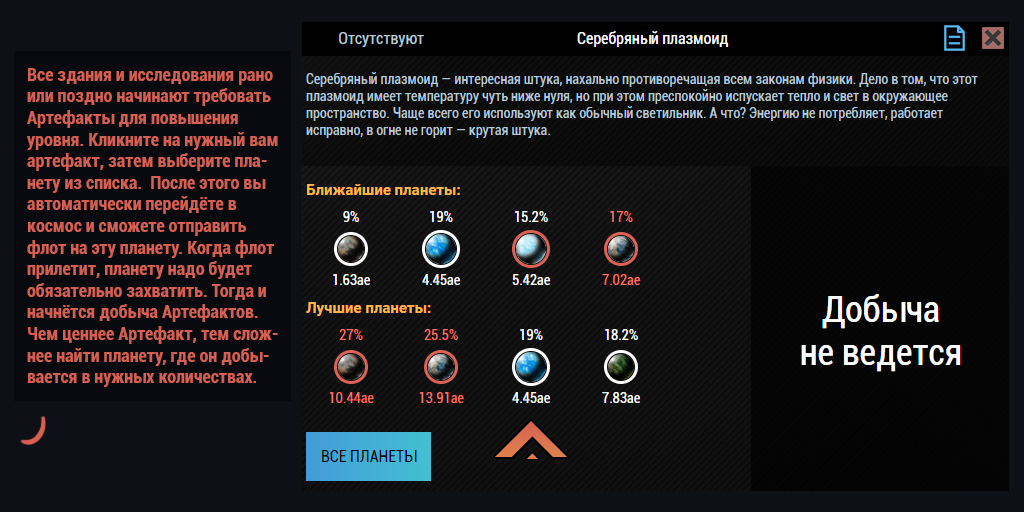 Все здания и исследования рано
или поздно начинают требовать
Артефакты для повышения
уровня. Кликните на нужный вам
артефакт, затем выберите пла-
нету из списка. После этого вы
автоматически перейдёте в
космос и сможете отправить
флот на эту планету. Когда флот
прилетит, планету надо будет
обязательно захватить. Тогда и
начнётся добыча Артефактов.
Чем ценнее Артефакт, тем слож-
нее найти планету, где он добы-
вается в нужных количествах.
Отсутствуют
Серебряный плазмоид
Серебряный плазмоид — интересная штука, нахально противоречащая всем законам физики. Дело в том, что этот
плазмоид имеет температуру чуть ниже нуля, но при этом преспокойно испускает тепло и свет в окружающее
пространство. Чаще всего его используют как обычный светильник. А что? Энергию не потребляет, работает
исправно, в огне не горит — крутая штука.
Ближайшие планеты:
9% 19% 15.2% 17%
1.63ае 4.45ае 5.42ае 7.02ае
Лучшие планеты:
27% 25.5% 19% 18.2%
10.44ае 13.91ае 4.45ае 7.83ае
ВСЕ ПЛАНЕТЫ
Добыча
не ведется